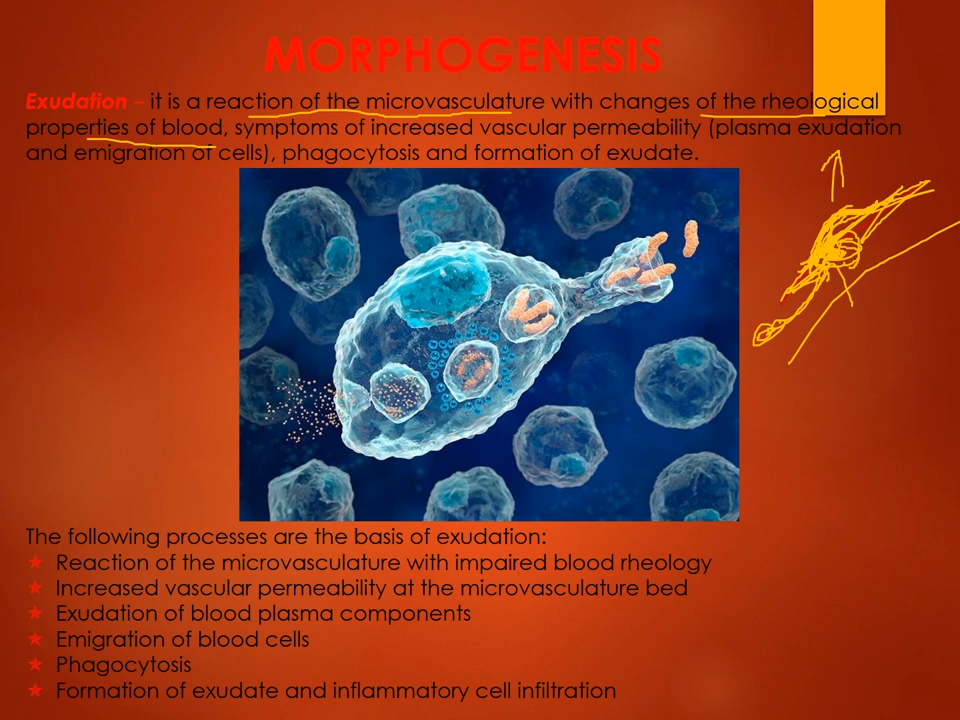 MORPHOGENESIS
Exudation – it is a reaction of the microvasculature with changes of the rheological
properties of blood, symptoms of increased vascular permeability (plasma exudation
and emigration of cells), phagocytosis and formation of exudate.
The following processes are the basis of exudation:
★ Reaction of the microvasculature with impaired blood rheology
★ Increased vascular permeability at the microvasculature bed
★ Exudation of blood plasma components
★ Emigration of blood cells
★ Phagocytosis
★ Formation of exudate and inflammatory cell infiltration